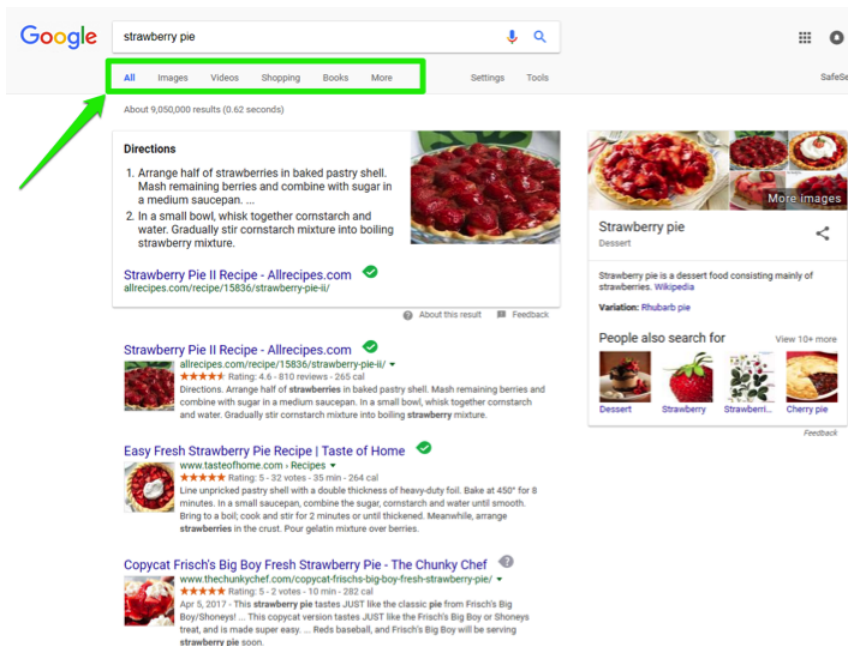 Google
strawberry pie
All Images Videos Shopping Books More Settings Tools
SafeSe
About 9,050,000 results (0.62 seconds)
Directions
1. Arrange half of strawberries in baked pastry shell.
Mash remaining berries and combine with sugar in
a medium saucepan. ...
2. In a small bowl, whisk together cornstarch and
water. Gradually stir cornstarch mixture into boiling
strawberry mixture.
Strawberry Pie II Recipe - Allrecipes.com
allrecipes.com/recipe/15836/strawberry-pie-ii/
About this result Feedback
Strawberry Pie II Recipe - Allrecipes.com
allrecipes.com/recipe/15836/strawberry-pie-ii/
Rating: 4.6 - 810 reviews - 265 cal
Directions. Arrange half of strawberries in baked pastry shell. Mash remaining berries and
combine with sugar in a medium saucepan. In a small bowl, whisk together cornstarch
and water. Gradually stir cornstarch mixture into boiling strawberry mixture.
Easy Fresh Strawberry Pie Recipe | Taste of Home
www.tasteofhome.com › Recipes
Rating: 5 - 32 votes - 35 min - 264 cal
Line unpricked pastry shell with a double thickness of heavy-duty foil. Bake at 450° for 8
minutes. In a small saucepan, combine the sugar, cornstarch and water until smooth.
Bring to a boil; cook and stir for 2 minutes or until thickened. Meanwhile, arrange
strawberries in the crust. Pour gelatin mixture over berries.
Copycat Frisch's Big Boy Fresh Strawberry Pie - The Chunky Chef
www.thechunkychef.com/copycat-frischs-big-boy-fresh-strawberry-pie/
Rating: 5 - 2 votes - 10 min - 282 cal
Apr 5, 2017 - This strawberry pie tastes JUST like the classic pie from Frisch's Big
Boy/Shoneys! ... This copycat version tastes JUST like the Frisch's Big Boy or Shoneys
treat, and is made super easy. ... Reds baseball, and Frisch's Big Boy will be serving
strawberry pie soon.
More images
Strawberry pie
Dessert
Strawberry pie is a dessert food consisting mainly of
strawberries. Wikipedia
Variation: Rhubarb pie
People also search for View 10+ more
Dessert Strawberry Strawberri... Cherry pie
Feedback